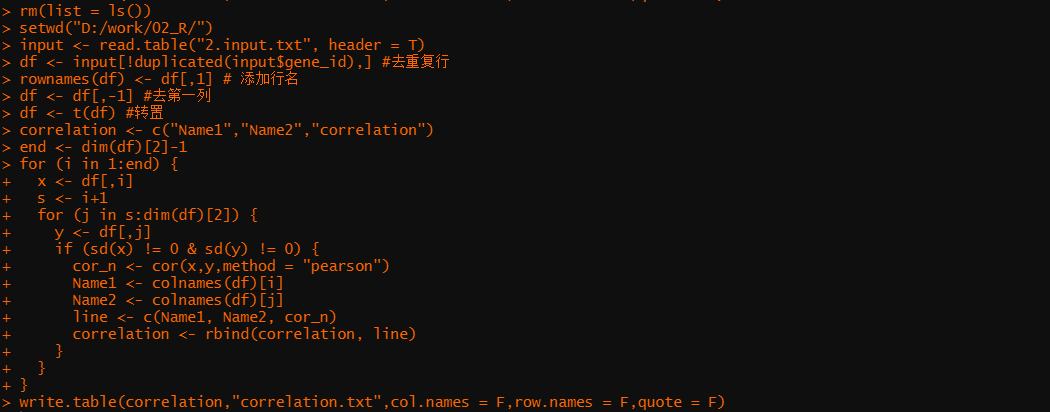 > rm(list = ls())
> setwd("D:/work/02_R/")
> input <- read.table("2.input.txt", header = T)
> df <- input[!duplicated(input$gene_id),] #去重复行
> rownames(df) <- df[,1] # 添加行名
> df <- df[,-1] #去第一列
> df <- t(df) #转置
> correlation <- c("Name1","Name2","correlation")
> end <- dim(df)[2]-1
> for (i in 1:end) {
+   x <- df[,i]
+   s <- i+1
+   for (j in s:dim(df)[2]) {
+     y <- df[,j]
+     if (sd(x) != 0 & sd(y) != 0) {
+       cor_n <- cor(x,y,method = "pearson")
+       Name1 <- colnames(df)[i]
+       Name2 <- colnames(df)[j]
+       line <- c(Name1, Name2, cor_n)
+       correlation <- rbind(correlation, line)
+     }
+   }
+ }
> write.table(correlation,"correlation.txt",col.names = F,row.names = F,quote = F)